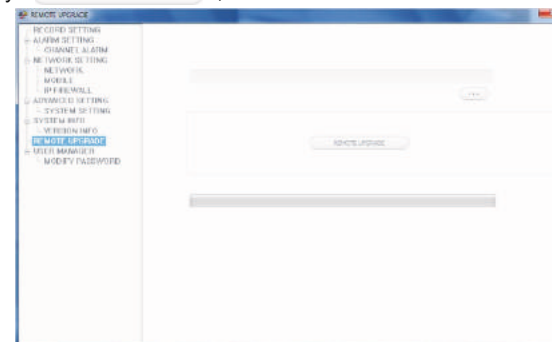 y
REMOTE UPGRADE
RECORD SETTING
ALARM SETTING
CHANNEL ALARM
NETWORK SETTING
NETWORK
MOBILE
IP FIREWALL
ADVANCED SETTING
SYSTEM SETTING
SYSTEM INFO
VERSION INFO
REMOTE UPGRADE
USER MANAGER
MODIFY PASSWORD
...
REMOTE UPGRADE